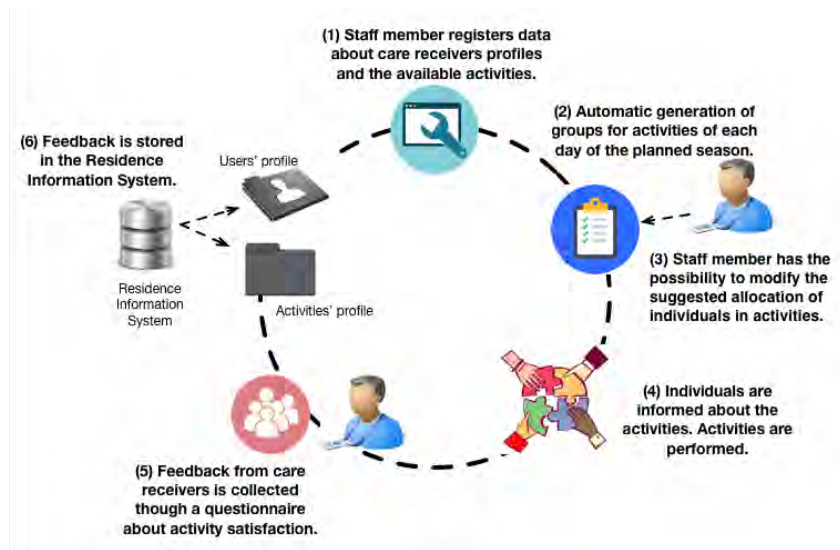 (1) Staff member registers data
about care receivers profiles
and the available activities.
(2) Automatic generation of
groups for activities of each
day of the planned season.
(3) Staff member has the
possibility to modify the
suggested allocation of
individuals in activities.
(4) Individuals are
informed about the
activities. Activities are
performed.
(5) Feedback from care
receivers is collected
though a questionnaire
about activity satisfaction.
(6) Feedback is stored
in the Residence
Information System.
Users' profile
Residence
Information
System
Activities' profile